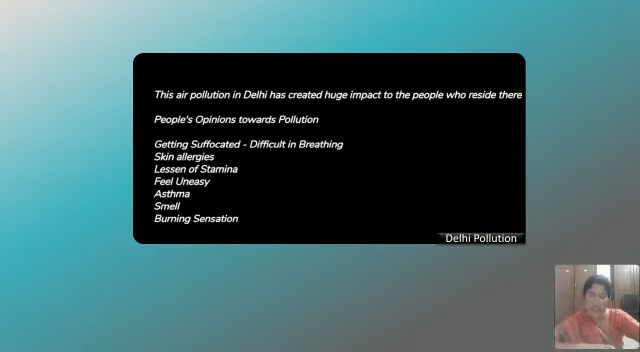 This air pollution in Delhi has created huge impact to the people who reside there
People's Opinions towards Pollution
Getting Suffocated - Difficult in Breathing
Skin allergies
Lessen of Stamina
Feel Uneasy
Asthma
Smell
Burning Sensation
Delhi Pollution